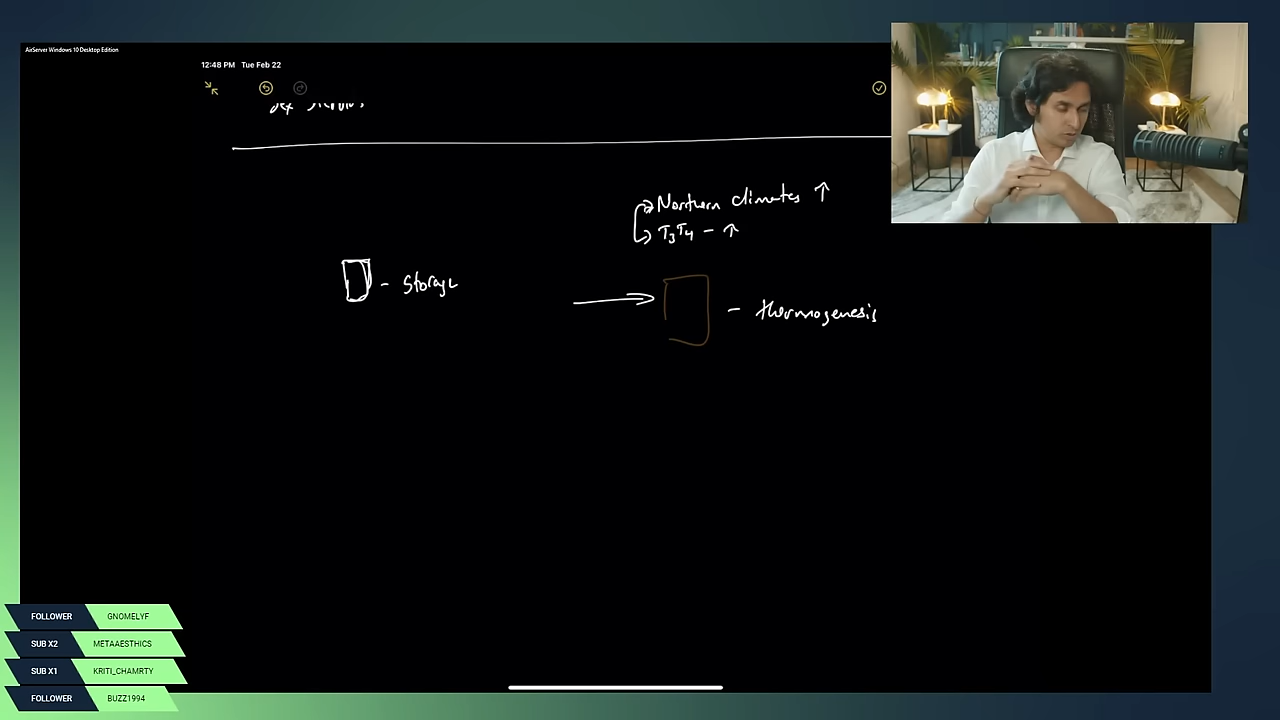 AirServer Windows 10 Desktop Edition
12:48 PM Tue Feb 22
Northern climates ↑
T3T4 - ↑
- Storage
- thermogenesis
FOLLOWER GNOMELYF
SUB X2 METAAESTHICS
SUB X1 KRITI_CHAMRTY
FOLLOWER BUZZ1994